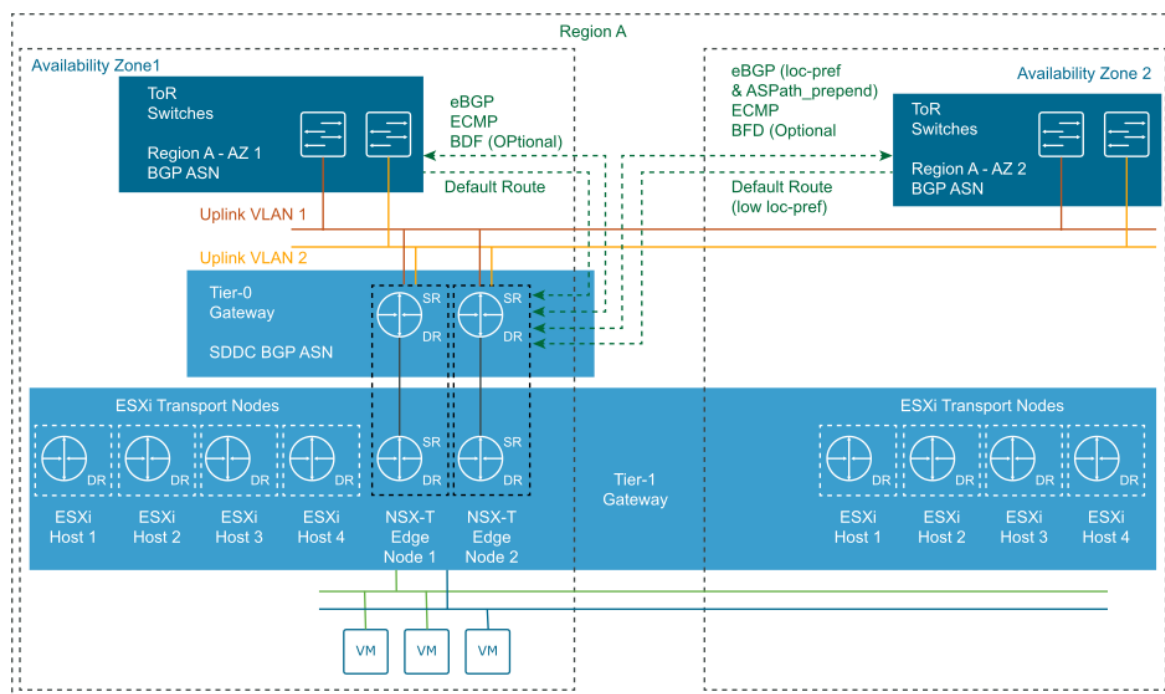 Region A
Availability Zone1
ToR
Switches
Region A - AZ 1
BGP ASN
eBGP
ECMP
BDF (OPtional)
Default Route
eBGP (loc-pref
& ASPath_prepend)
ECMP
BFD (Optional
Default Route
(low loc-pref)
Availability Zone 2
ToR
Switches
Region A - AZ 2
BGP ASN
Uplink VLAN 1
Uplink VLAN 2
Tier-0
Gateway
SDDC BGP ASN
SR
DR
SR
DR
ESXi Transport Nodes
DR
DR
DR
DR
SR
DR
SR
DR
ESXi
Host 1
ESXi
Host 2
ESXi
Host 3
ESXi
Host 4
NSX-T
Edge
Node 1
NSX-T
Edge
Node 2
Tier-1
Gateway
ESXi Transport Nodes
DR
DR
DR
DR
ESXi
Host 1
ESXi
Host 2
ESXi
Host 3
ESXi
Host 4
VM
VM
VM